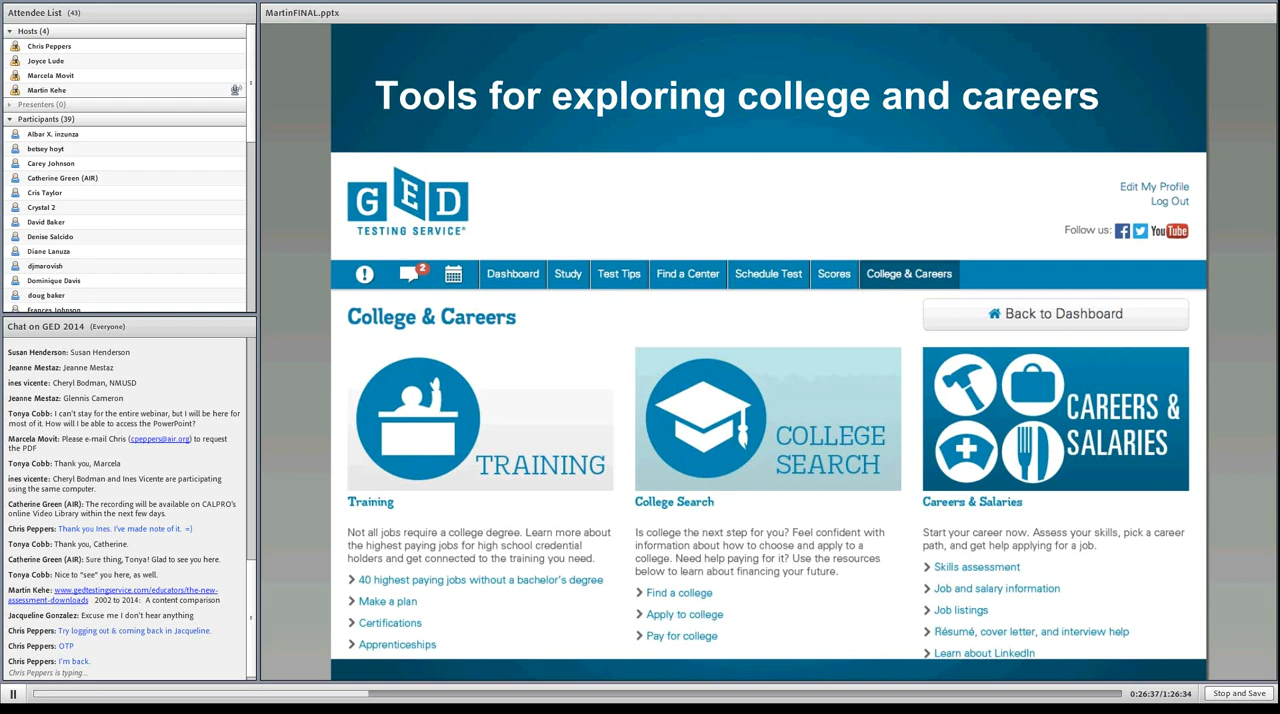 Attendee List (43)
Hosts (4)
Chris Peppers
Joyce Lude
Marcela Movit
Martin Kehe
Presenters (0)
Participants (39)
Albar X. inzunza
betsey hoyt
Carey Johnson
Catherine Green (AIR)
Cris Taylor
Crystal 2
David Baker
Denise Salcido
Diane Lanuza
djmarovish
Dominique Davis
doug baker
Frances Johnson
Chat on GED 2014 (Everyone)
Susan Henderson: Susan Henderson
Jeanne Mestaz: Jeanne Mestaz
ines vicente: Cheryl Bodman, NMUSD
Jeanne Mestaz: Glennis Cameron
Tonya Cobb: I can't stay for the entire webinar, but I will be here for
most of it. How will I be able to access the PowerPoint?
Marcela Movit: Please e-mail Chris (cpeppers@air.org) to request
the PDF
Tonya Cobb: Thank you, Marcela
ines vicente: Cheryl Bodman and Ines Vicente are participating
using the same computer.
Catherine Green (AIR): The recording will be available on CALPRO's
online Video Library within the next few days.
Chris Peppers: Thank you Ines. I've made note of it. =)
Tonya Cobb: Thank you, Catherine.
Catherine Green (AIR): Sure thing, Tonya! Glad to see you here.
Tonya Cobb: Nice to "see" you here, as well.
Martin Kehe: www.gedtestingservice.com/educators/the-new-
assessment-downloads 2002 to 2014: A content comparison
Jacqueline Gonzalez: Excuse me I don't hear anything
Chris Peppers: Try logging out & coming back in Jacqueline.
Chris Peppers: OTP
Chris Peppers: I'm back.
Chris Peppers is typing...
MartinFINAL.pptx
Tools for exploring college and careers
GED
TESTING SERVICE®
Edit My Profile
Log Out
Follow us: f YouTube
2 Dashboard Study Test Tips Find a Center Schedule Test Scores College & Careers
College & Careers
Back to Dashboard
TRAINING
Training
Not all jobs require a college degree. Learn more about
the highest paying jobs for high school credential
holders and get connected to the training you need.
40 highest paying jobs without a bachelor's degree
Make a plan
Certifications
Apprenticeships
COLLEGE
SEARCH
College Search
Is college the next step for you? Feel confident with
information about how to choose and apply to a
college. Need help paying for it? Use the resources
below to learn about financing your future.
Find a college
Apply to college
Pay for college
CAREERS &
SALARIES
Careers & Salaries
Start your career now. Assess your skills, pick a career
path, and get help applying for a job.
Skills assessment
Job and salary information
Job listings
Résumé, cover letter, and interview help
Learn about LinkedIn
0:26:37/1:26:34
Stop and Save